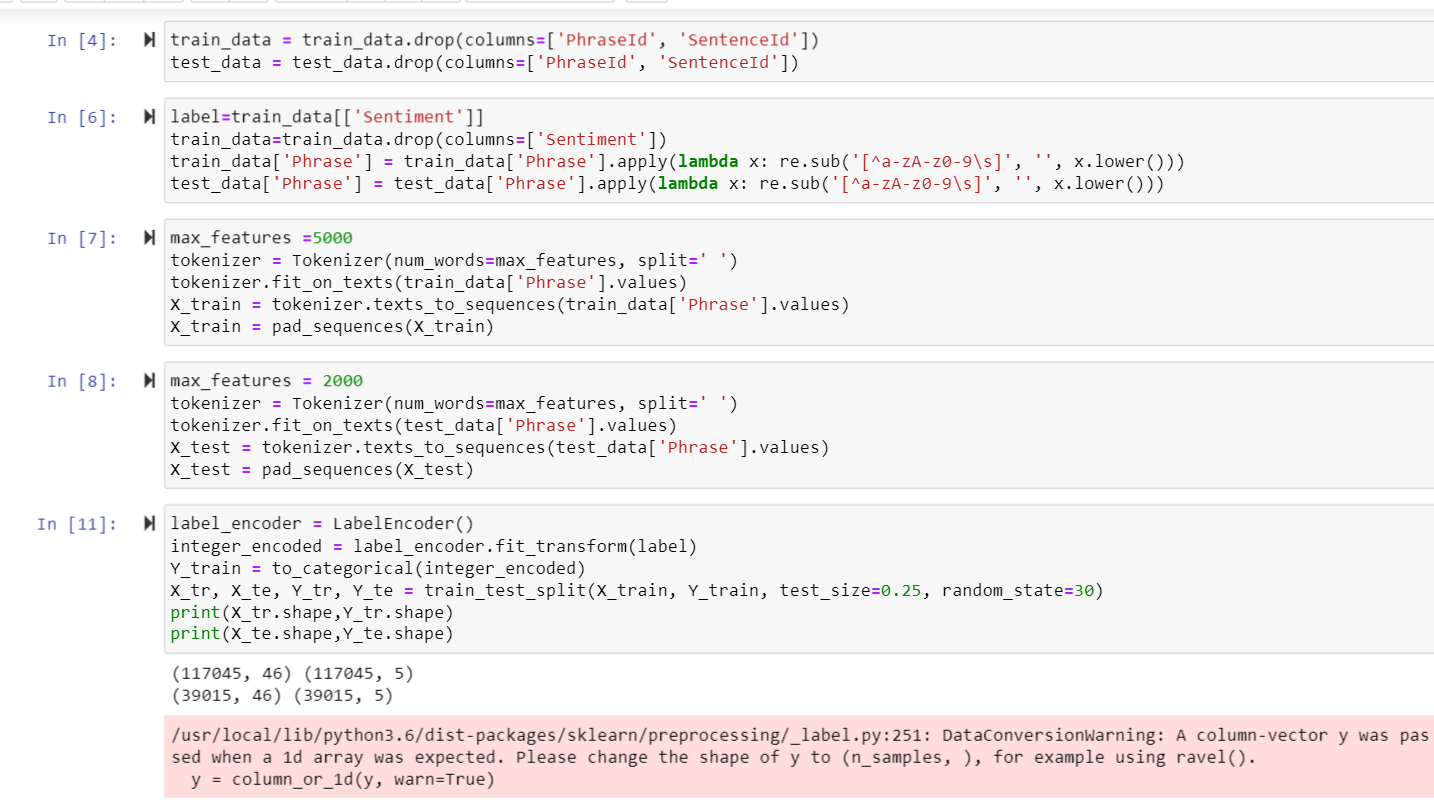 In [4]:
train_data = train_data.drop(columns=['PhraseId', 'SentenceId'])
test_data = test_data.drop(columns=['PhraseId', 'SentenceId'])
In [6]:
label=train_data[['Sentiment']]
train_data=train_data.drop(columns=['Sentiment'])
train_data['Phrase'] = train_data['Phrase'].apply(lambda x: re.sub('[^a-zA-z0-9\s]', '', x.lower()))
test_data['Phrase'] = test_data['Phrase'].apply(lambda x: re.sub('[^a-zA-z0-9\s]', '', x.lower()))
In [7]:
max_features =5000
tokenizer = Tokenizer(num_words=max_features, split=' ')
tokenizer.fit_on_texts(train_data['Phrase'].values)
X_train = tokenizer.texts_to_sequences(train_data['Phrase'].values)
X_train = pad_sequences(X_train)
In [8]:
max_features = 2000
tokenizer = Tokenizer(num_words=max_features, split=' ')
tokenizer.fit_on_texts(test_data['Phrase'].values)
X_test = tokenizer.texts_to_sequences(test_data['Phrase'].values)
X_test = pad_sequences(X_test)
In [11]:
label_encoder = LabelEncoder()
integer_encoded = label_encoder.fit_transform(label)
Y_train = to_categorical(integer_encoded)
X_tr, X_te, Y_tr, Y_te = train_test_split(X_train, Y_train, test_size=0.25, random_state=30)
print(X_tr.shape,Y_tr.shape)
print(X_te.shape,Y_te.shape)
(117045, 46) (117045, 5)
(39015, 46) (39015, 5)
/usr/local/lib/python3.6/dist-packages/sklearn/preprocessing/_label.py:251: DataConversionWarning: A column-vector y was pas
sed when a 1d array was expected. Please change the shape of y to (n_samples, ), for example using ravel().
  y = column_or_1d(y, warn=True)